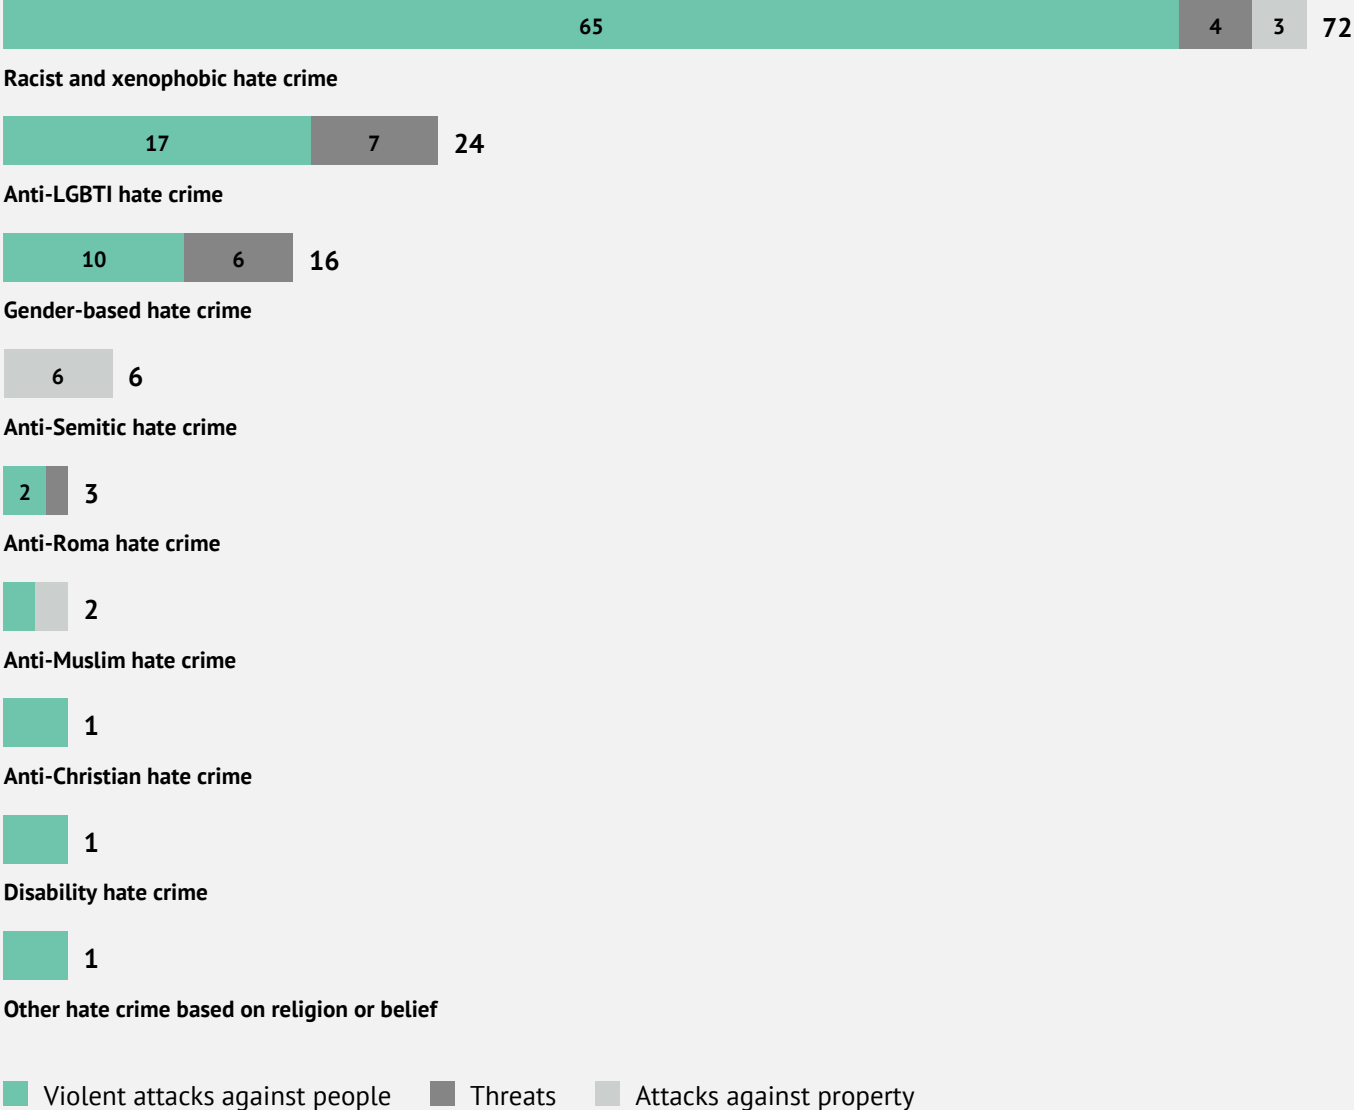 65 4 3 72
Racist and xenophobic hate crime
17 7 24
Anti-LGBTI hate crime
10 6 16
Gender-based hate crime
6 6
Anti-Semitic hate crime
2 3
Anti-Roma hate crime
2
Anti-Muslim hate crime
1
Anti-Christian hate crime
1
Disability hate crime
1
Other hate crime based on religion or belief
Violent attacks against people Threats Attacks against property